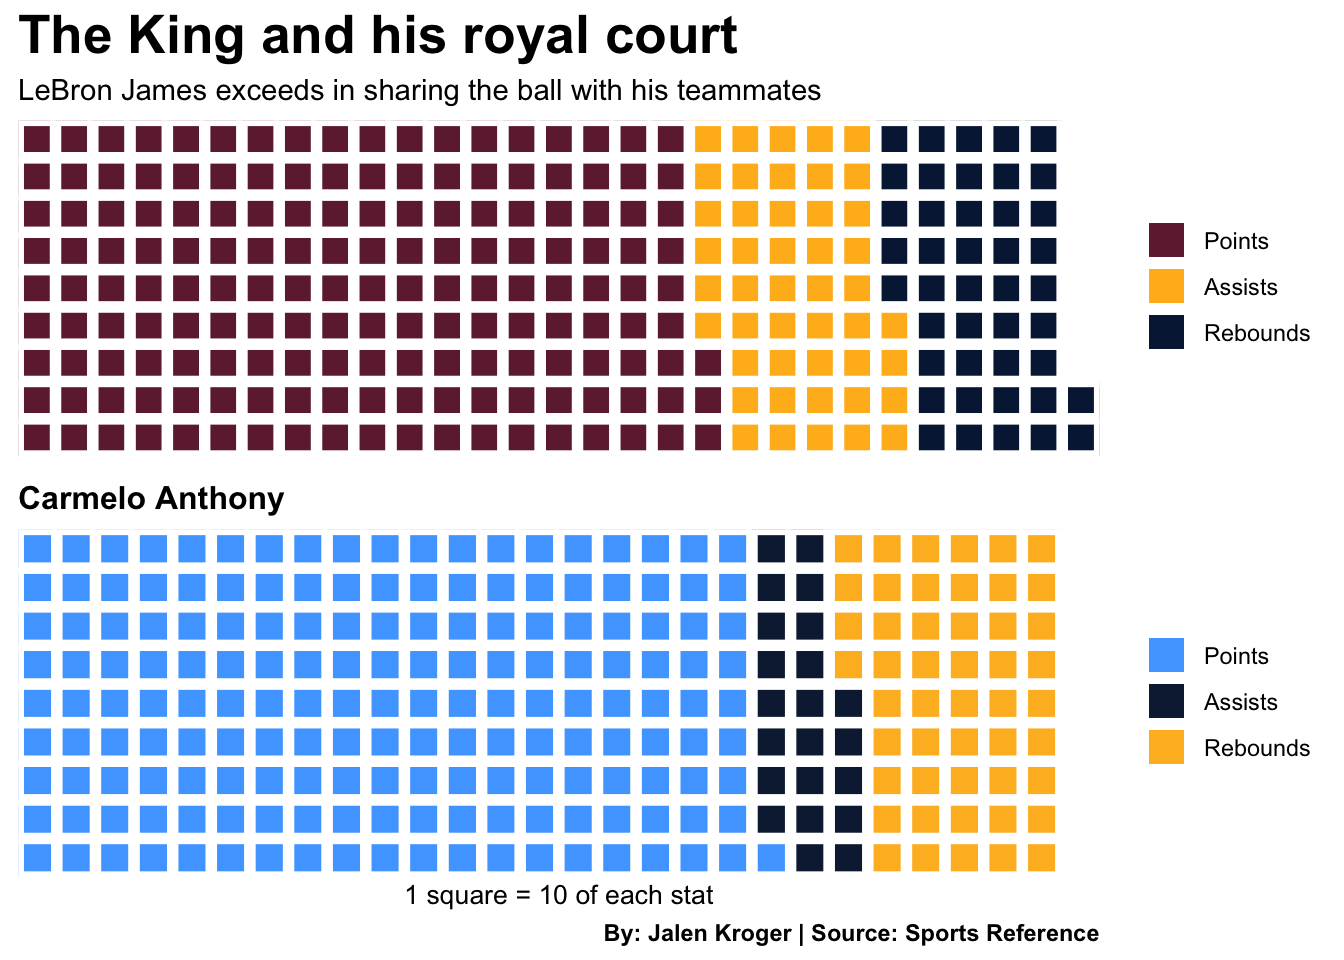 The King and his royal court
LeBron James exceeds in sharing the ball with his teammates
Points
Assists
Rebounds
Carmelo Anthony
Points
Assists
Rebounds
1 square = 10 of each stat
By: Jalen Kroger | Source: Sports Reference